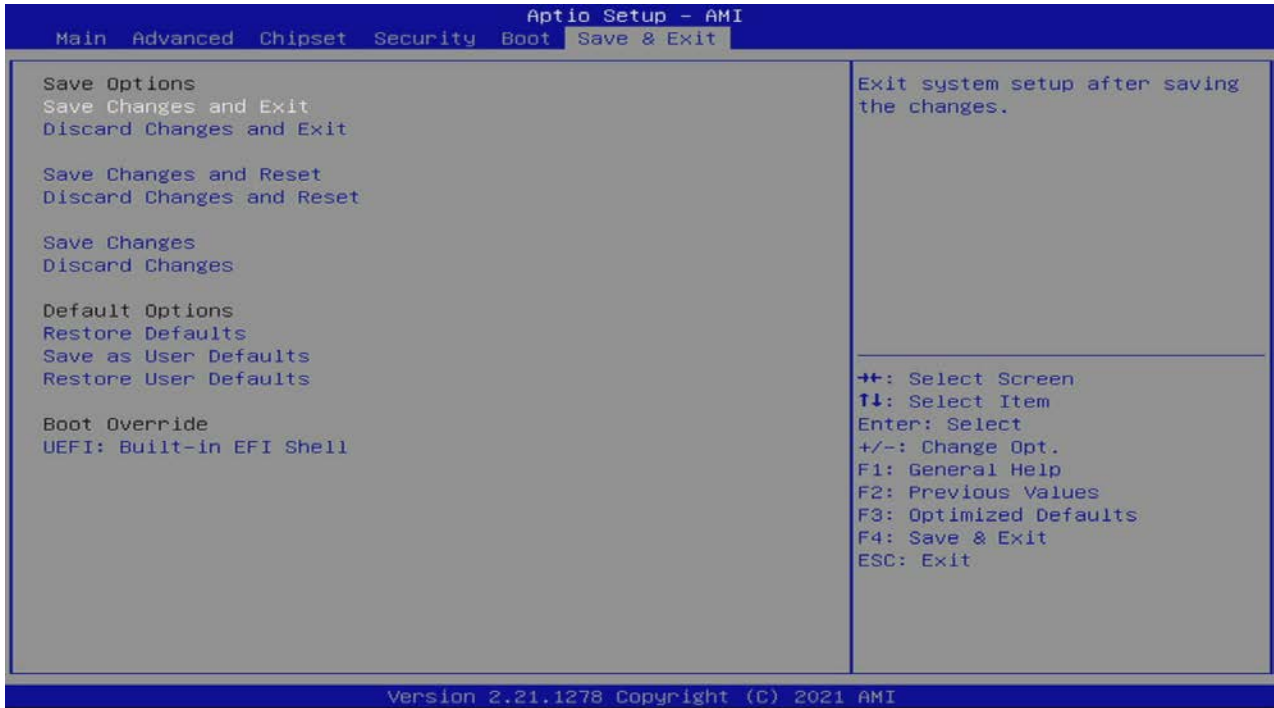 Aptio Setup – AMI
Main Advanced Chipset Security Boot Save & Exit
Save Options
Save Changes and Exit
Discard Changes and Exit
Save Changes and Reset
Discard Changes and Reset
Save Changes
Discard Changes
Default Options
Restore Defaults
Save as User Defaults
Restore User Defaults
Boot Override
UEFI: Built-in EFI Shell
Exit system setup after saving
the changes.
→←: Select Screen
↑↓: Select Item
Enter: Select
+/-: Change Opt.
F1: General Help
F2: Previous Values
F3: Optimized Defaults
F4: Save & Exit
ESC: Exit
Version 2.21.1278 Copyright (C) 2021 AMI